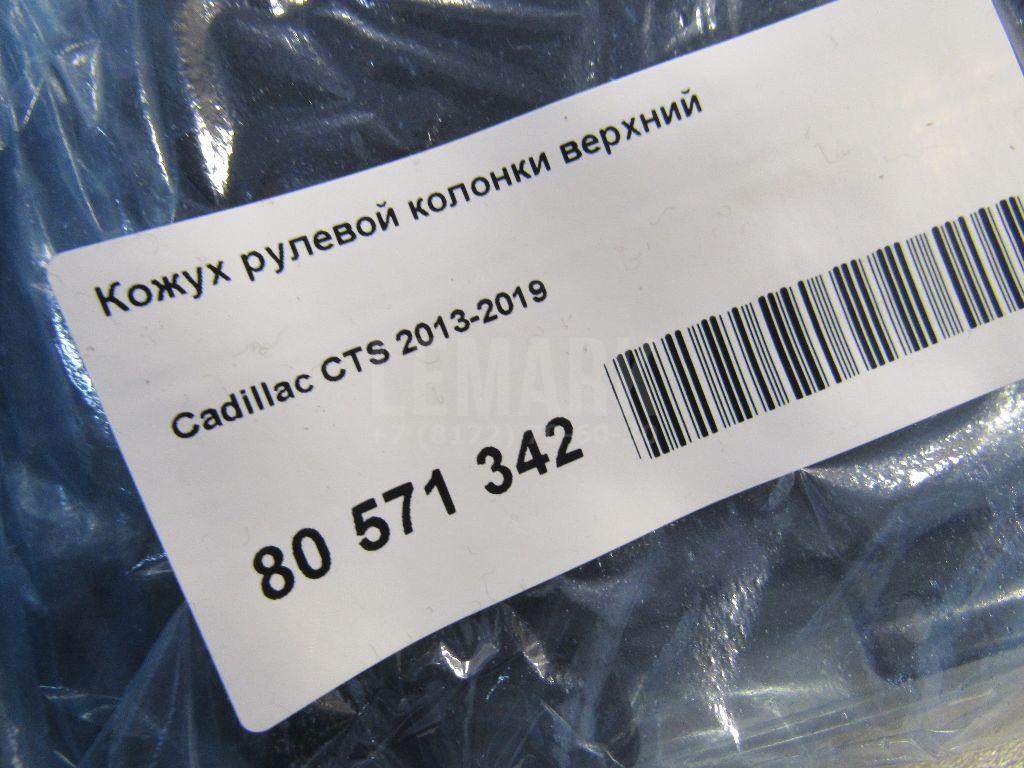 Кожух рулевой колонки верхний
Cadillac CTS 2013-2019
80 571 342